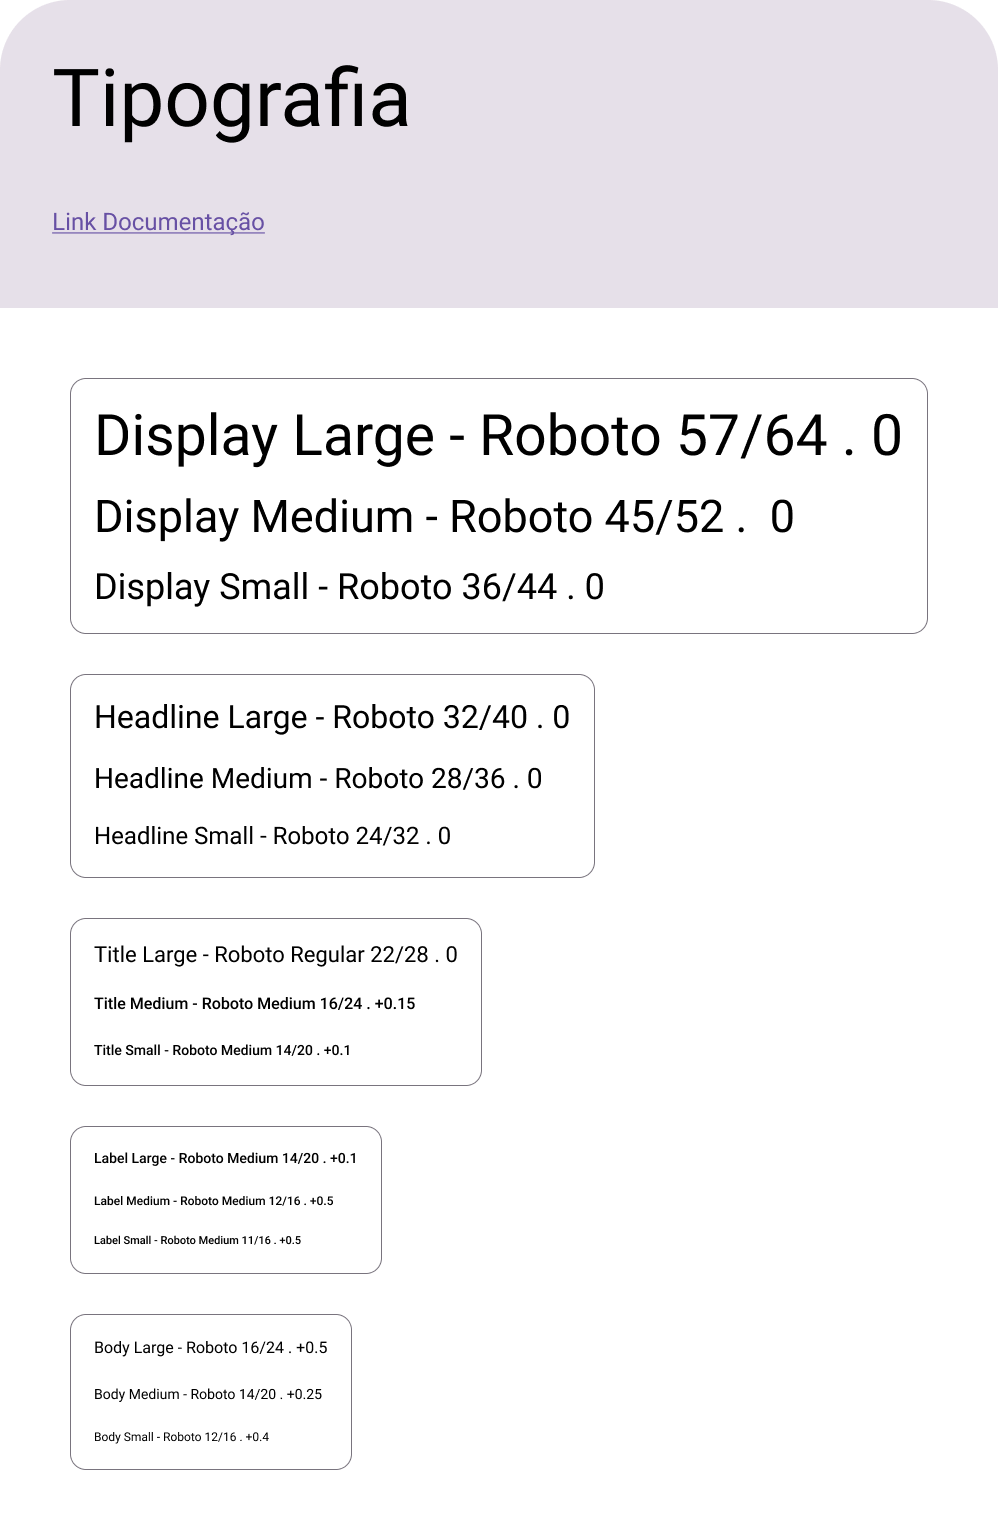 Tipografia
Link Documentação
Display Large - Roboto 57/64 . 0
Display Medium - Roboto 45/52 .  0
Display Small - Roboto 36/44 . 0
Headline Large - Roboto 32/40 . 0
Headline Medium - Roboto 28/36 . 0
Headline Small - Roboto 24/32 . 0
Title Large - Roboto Regular 22/28 . 0
Title Medium - Roboto Medium 16/24 . +0.15
Title Small - Roboto Medium 14/20 . +0.1
Label Large - Roboto Medium 14/20 . +0.1
Label Medium - Roboto Medium 12/16 . +0.5
Label Small - Roboto Medium 11/16 . +0.5
Body Large - Roboto 16/24 . +0.5
Body Medium - Roboto 14/20 . +0.25
Body Small - Roboto 12/16 . +0.4